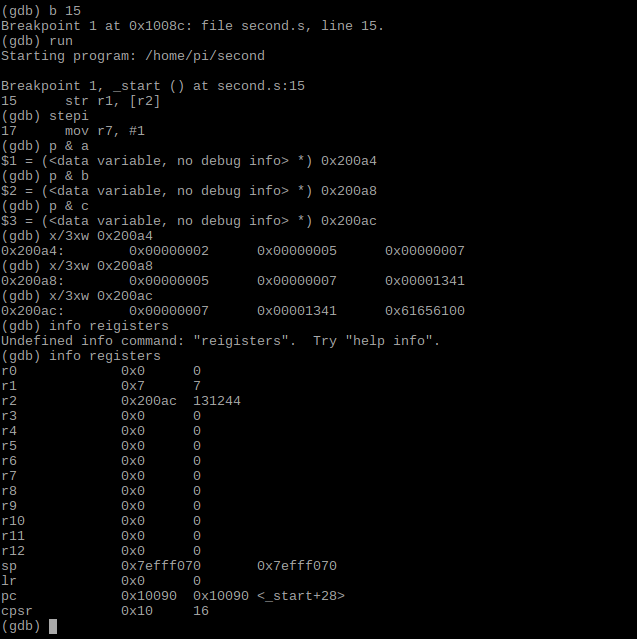 (gdb) b 15
Breakpoint 1 at 0x1008c: file second.s, line 15.
(gdb) run
Starting program: /home/pi/second

Breakpoint 1, _start () at second.s:15
15      str r1, [r2]
(gdb) stepi
17      mov r7, #1
(gdb) p & a
$1 = (<data variable, no debug info> *) 0x200a4
(gdb) p & b
$2 = (<data variable, no debug info> *) 0x200a8
(gdb) p & c
$3 = (<data variable, no debug info> *) 0x200ac
(gdb) x/3xw 0x200a4
0x200a4:        0x00000002      0x00000005      0x00000007
(gdb) x/3xw 0x200a8
0x200a8:        0x00000005      0x00000007      0x00001341
(gdb) x/3xw 0x200ac
0x200ac:        0x00000007      0x00001341      0x61656100
(gdb) info reigisters
Undefined info command: "reigisters".  Try "help info".
(gdb) info registers
r0             0x0      0
r1             0x7      7
r2             0x200ac  131244
r3             0x0      0
r4             0x0      0
r5             0x0      0
r6             0x0      0
r7             0x0      0
r8             0x0      0
r9             0x0      0
r10            0x0      0
r11            0x0      0
r12            0x0      0
sp             0x7efff070       0x7efff070
lr             0x0      0
pc             0x10090  0x10090 <_start+28>
cpsr           0x10     16
(gdb)